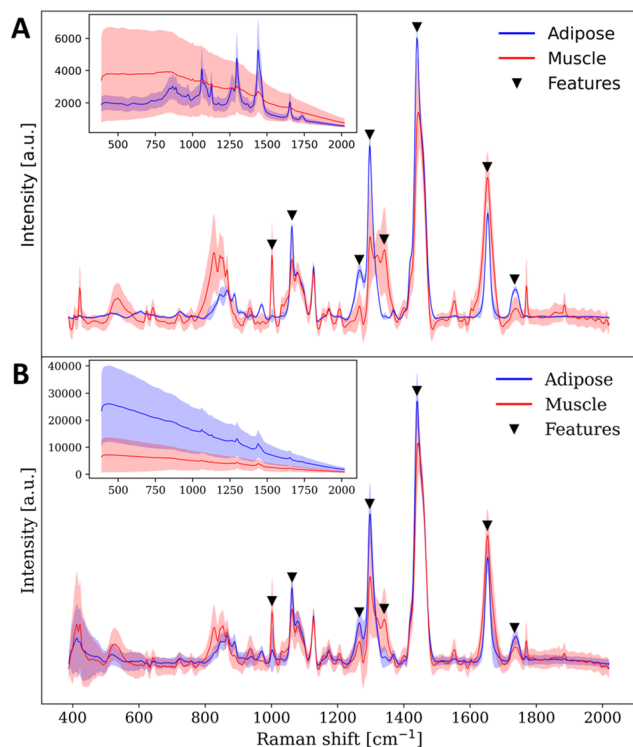 A
6000
4000
2000
500 750 1000 1250 1500 1750 2000
Adipose
Muscle
Features
Intensity [a.u.]
B
40000
30000
20000
10000
0
500 750 1000 1250 1500 1750 2000
Adipose
Muscle
Features
Intensity [a.u.]
400 600 800 1000 1200 1400 1600 1800 2000
Raman shift [cm⁻¹]